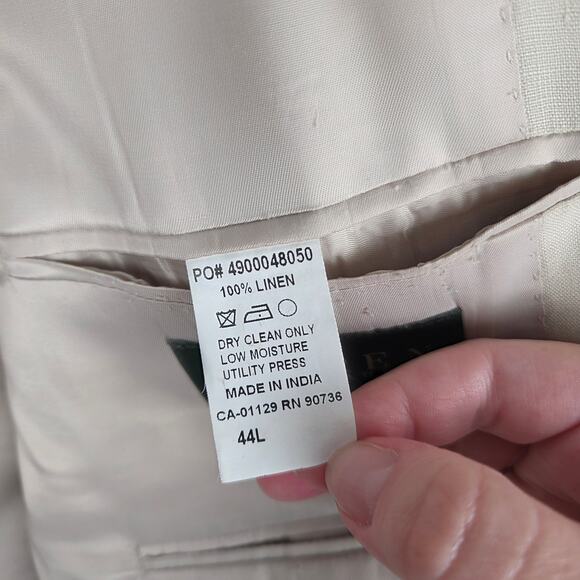 PO# 4900048050
100% LINEN
DRY CLEAN ONLY
LOW MOISTURE
UTILITY PRESS
MADE IN INDIA
CA-01129 RN 90736
44L